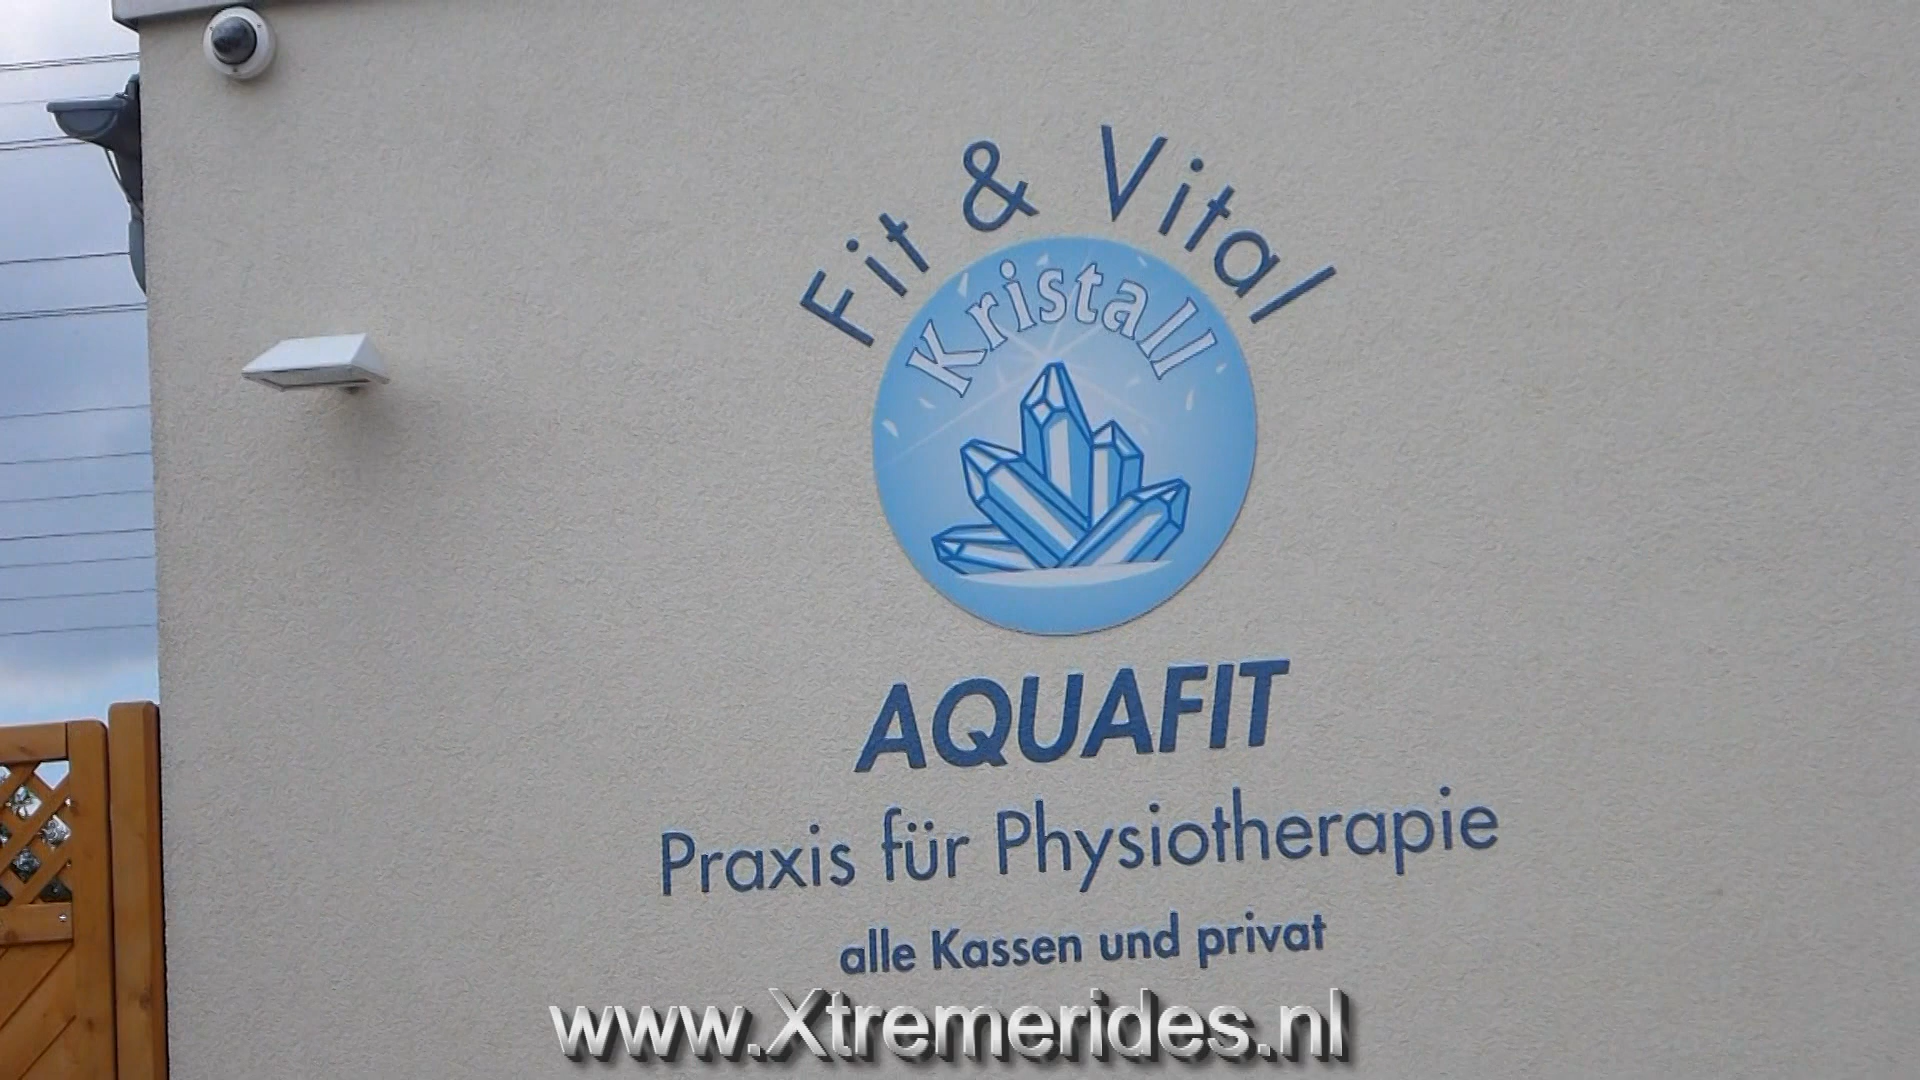 Fit & Vital
Kristall
AQUAFIT
Praxis für Physiotherapie
alle Kassen und privat
www.Xtremerides.nl